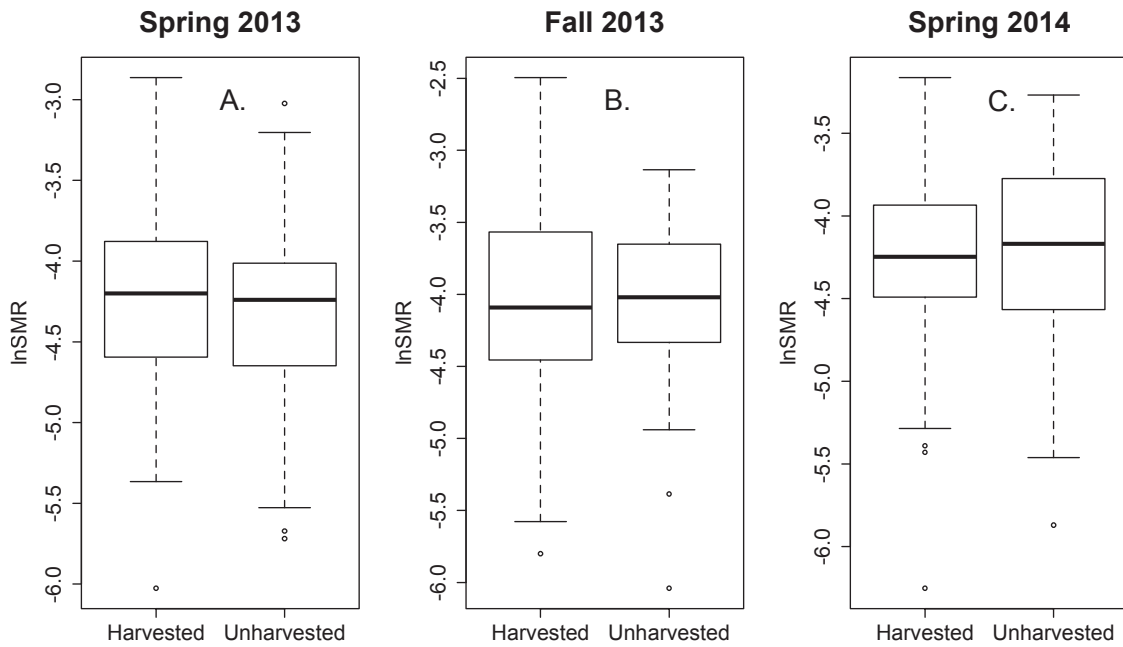 Spring 2013
Fall 2013
Spring 2014
A.
B.
C.
lnSMR
-3.0
-3.5
-4.0
-4.5
-5.0
-5.5
-6.0
Harvested
Unharvested
lnSMR
-2.5
-3.0
-3.5
-4.0
-4.5
-5.0
-5.5
-6.0
Harvested
Unharvested
lnSMR
-3.5
-4.0
-4.5
-5.0
-5.5
-6.0
Harvested
Unharvested